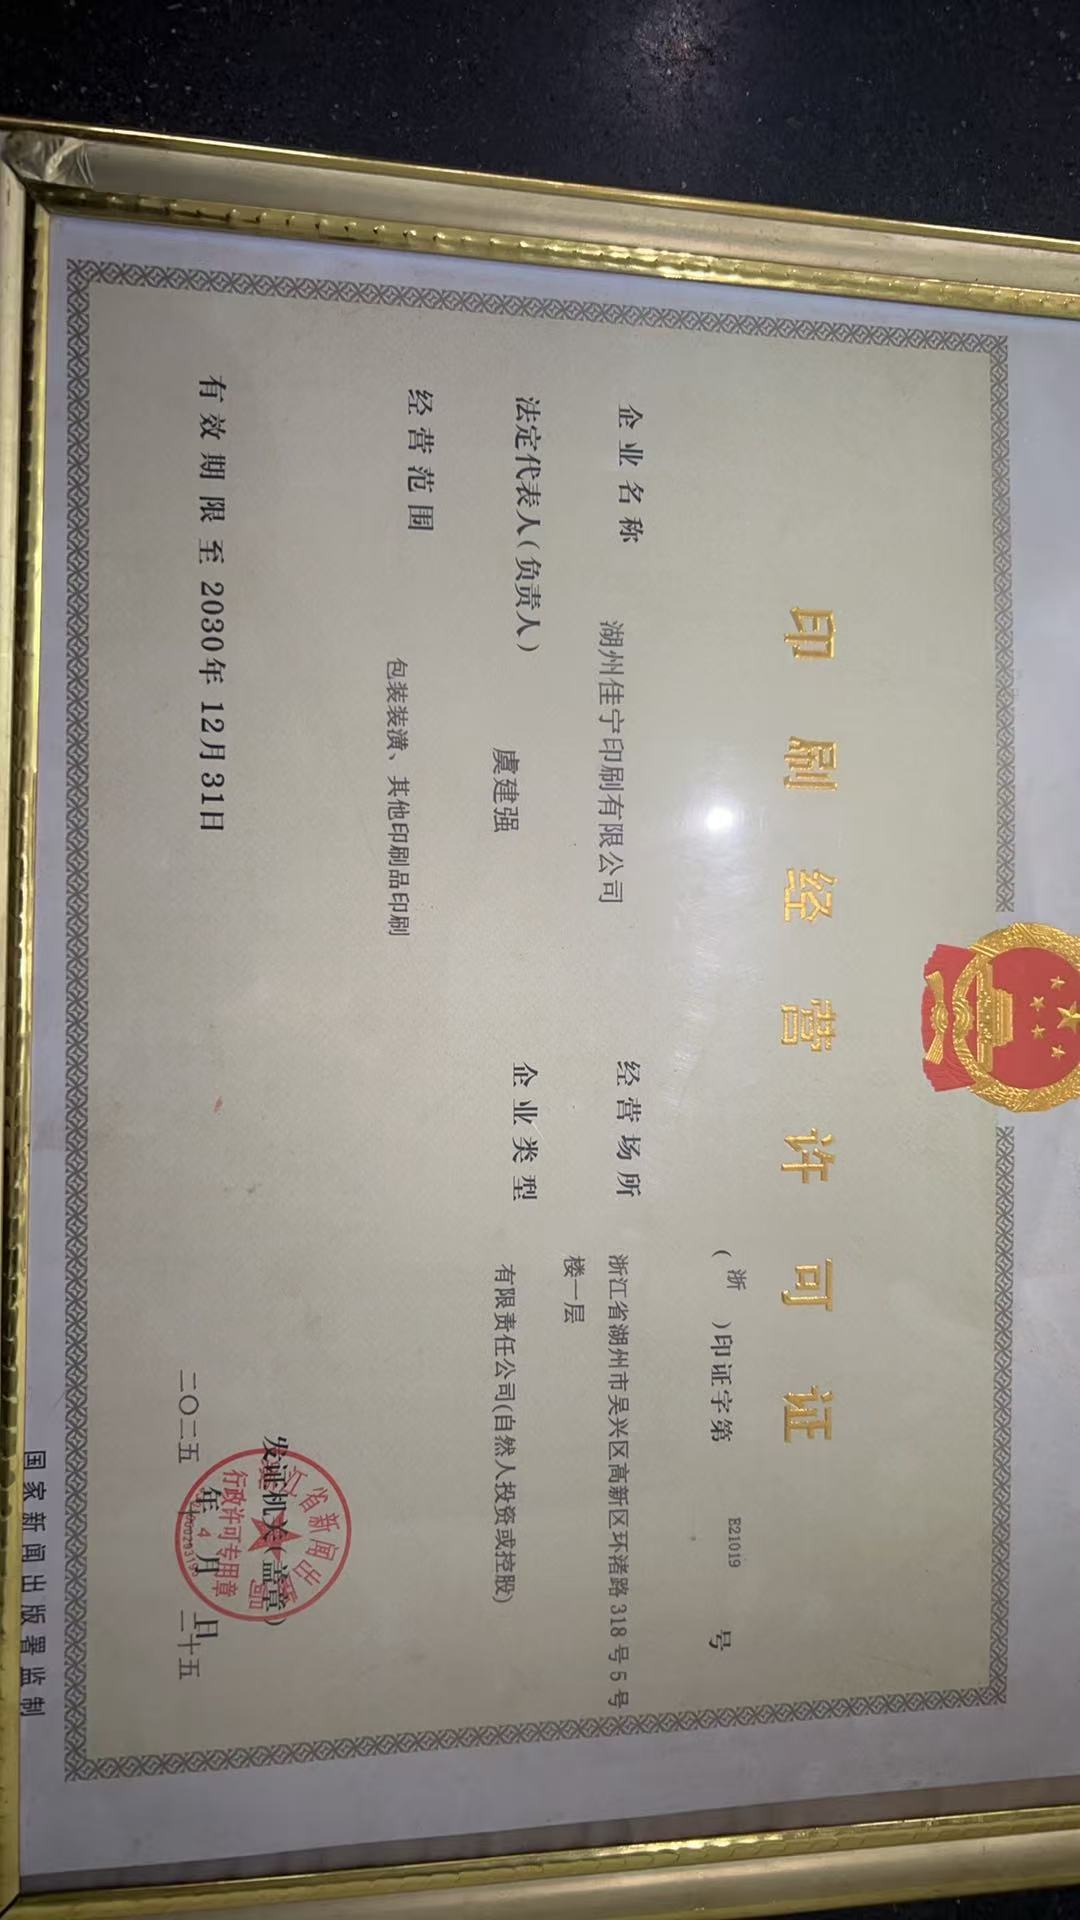 印刷经营许可证
(浙 )印证字第 E21019 号
企业名称 湖州佳宁印刷有限公司
经营场所 浙江省湖州市吴兴区高新区环渚路318号5号
楼一层
法定代表人(负责人) 虞建强
企业类型 有限责任公司(自然人投资或控股)
经营范围 包装装潢、其他印刷品印刷
有效期限至2030年12月31日
发证机关(盖章)
行政许可专用章
二〇二五 年 月 二十五 日
国家新闻出版署监制